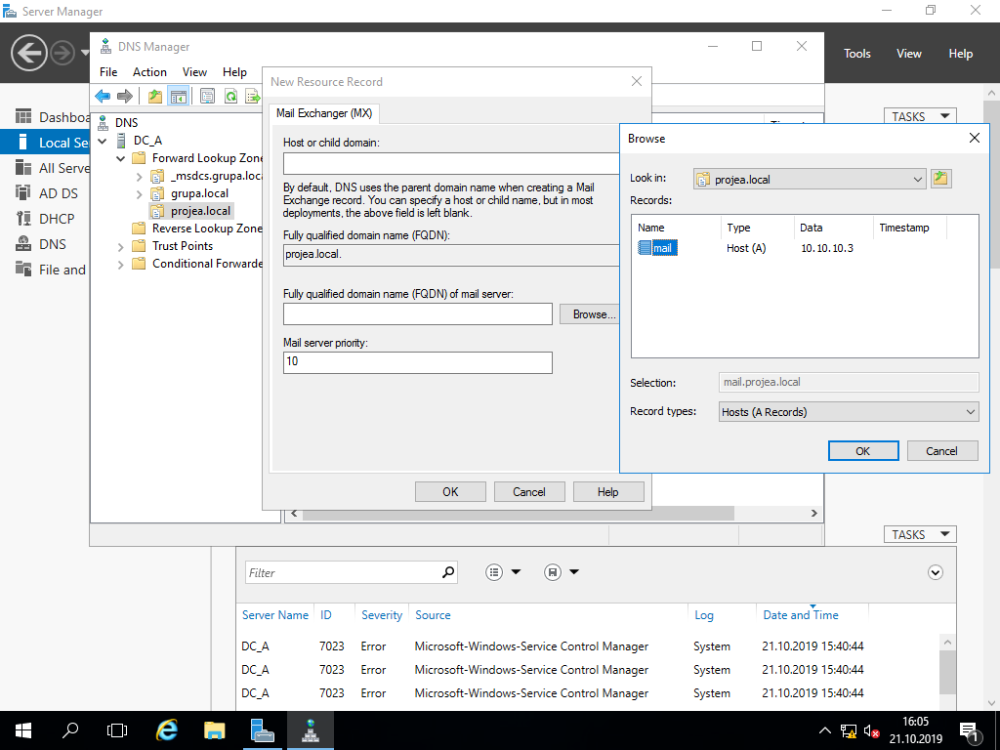 Server Manager
Tools View Help
DNS Manager
File Action View Help
Dashboa
Local Se
All Serve
AD DS
DHCP
DNS
File and
DNS
DC_A
Forward Lookup Zone
_msdcs.grupa.loca
grupa.local
projea.local
Reverse Lookup Zone
Trust Points
Conditional Forwarde
New Resource Record
Mail Exchanger (MX)
Host or child domain:
By default, DNS uses the parent domain name when creating a Mail
Exchange record. You can specify a host or child name, but in most
deployments, the above field is left blank.
Fully qualified domain name (FQDN):
projea.local.
Fully qualified domain name (FQDN) of mail server:
Browse...
Mail server priority:
10
OK Cancel Help
TASKS
Browse
Look in: projea.local
Records:
Name Type Data Timestamp
mail Host (A) 10.10.10.3
Selection: mail.projea.local
Record types: Hosts (A Records)
OK Cancel
TASKS
Filter
Server Name ID Severity Source Log Date and Time
DC_A 7023 Error Microsoft-Windows-Service Control Manager System 21.10.2019 15:40:44
DC_A 7023 Error Microsoft-Windows-Service Control Manager System 21.10.2019 15:40:44
DC_A 7023 Error Microsoft-Windows-Service Control Manager System 21.10.2019 15:40:44
16:05
21.10.2019
1